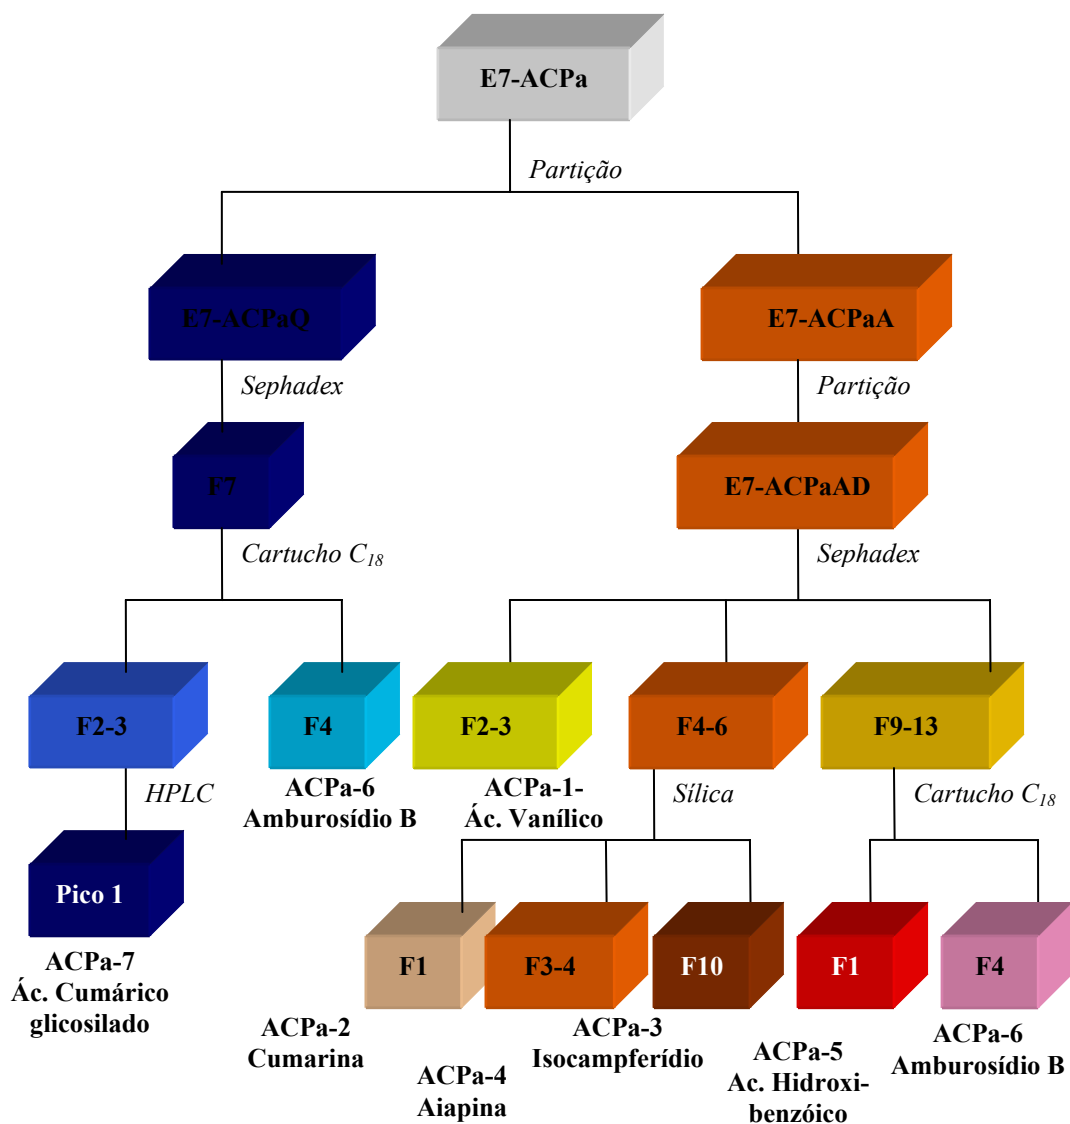 E7-ACPa
Partição
E7-ACPaQ
E7-ACPaA
Sephadex
Partição
F7
E7-ACPaAD
Cartucho C18
Sephadex
F2-3
F4
F2-3
F4-6
F9-13
HPLC
ACPa-6
Amburosídio B
ACPa-1-
Ác. Vanílico
Sílica
Cartucho C18
Pico 1
F1
F3-4
F10
F1
F4
ACPa-7
Ác. Cumárico
glicosilado
ACPa-2
Cumarina
ACPa-4
Aiapina
ACPa-3
Isocampferídio
ACPa-5
Ac. Hidroxi-
benzóico
ACPa-6
Amburosídio B